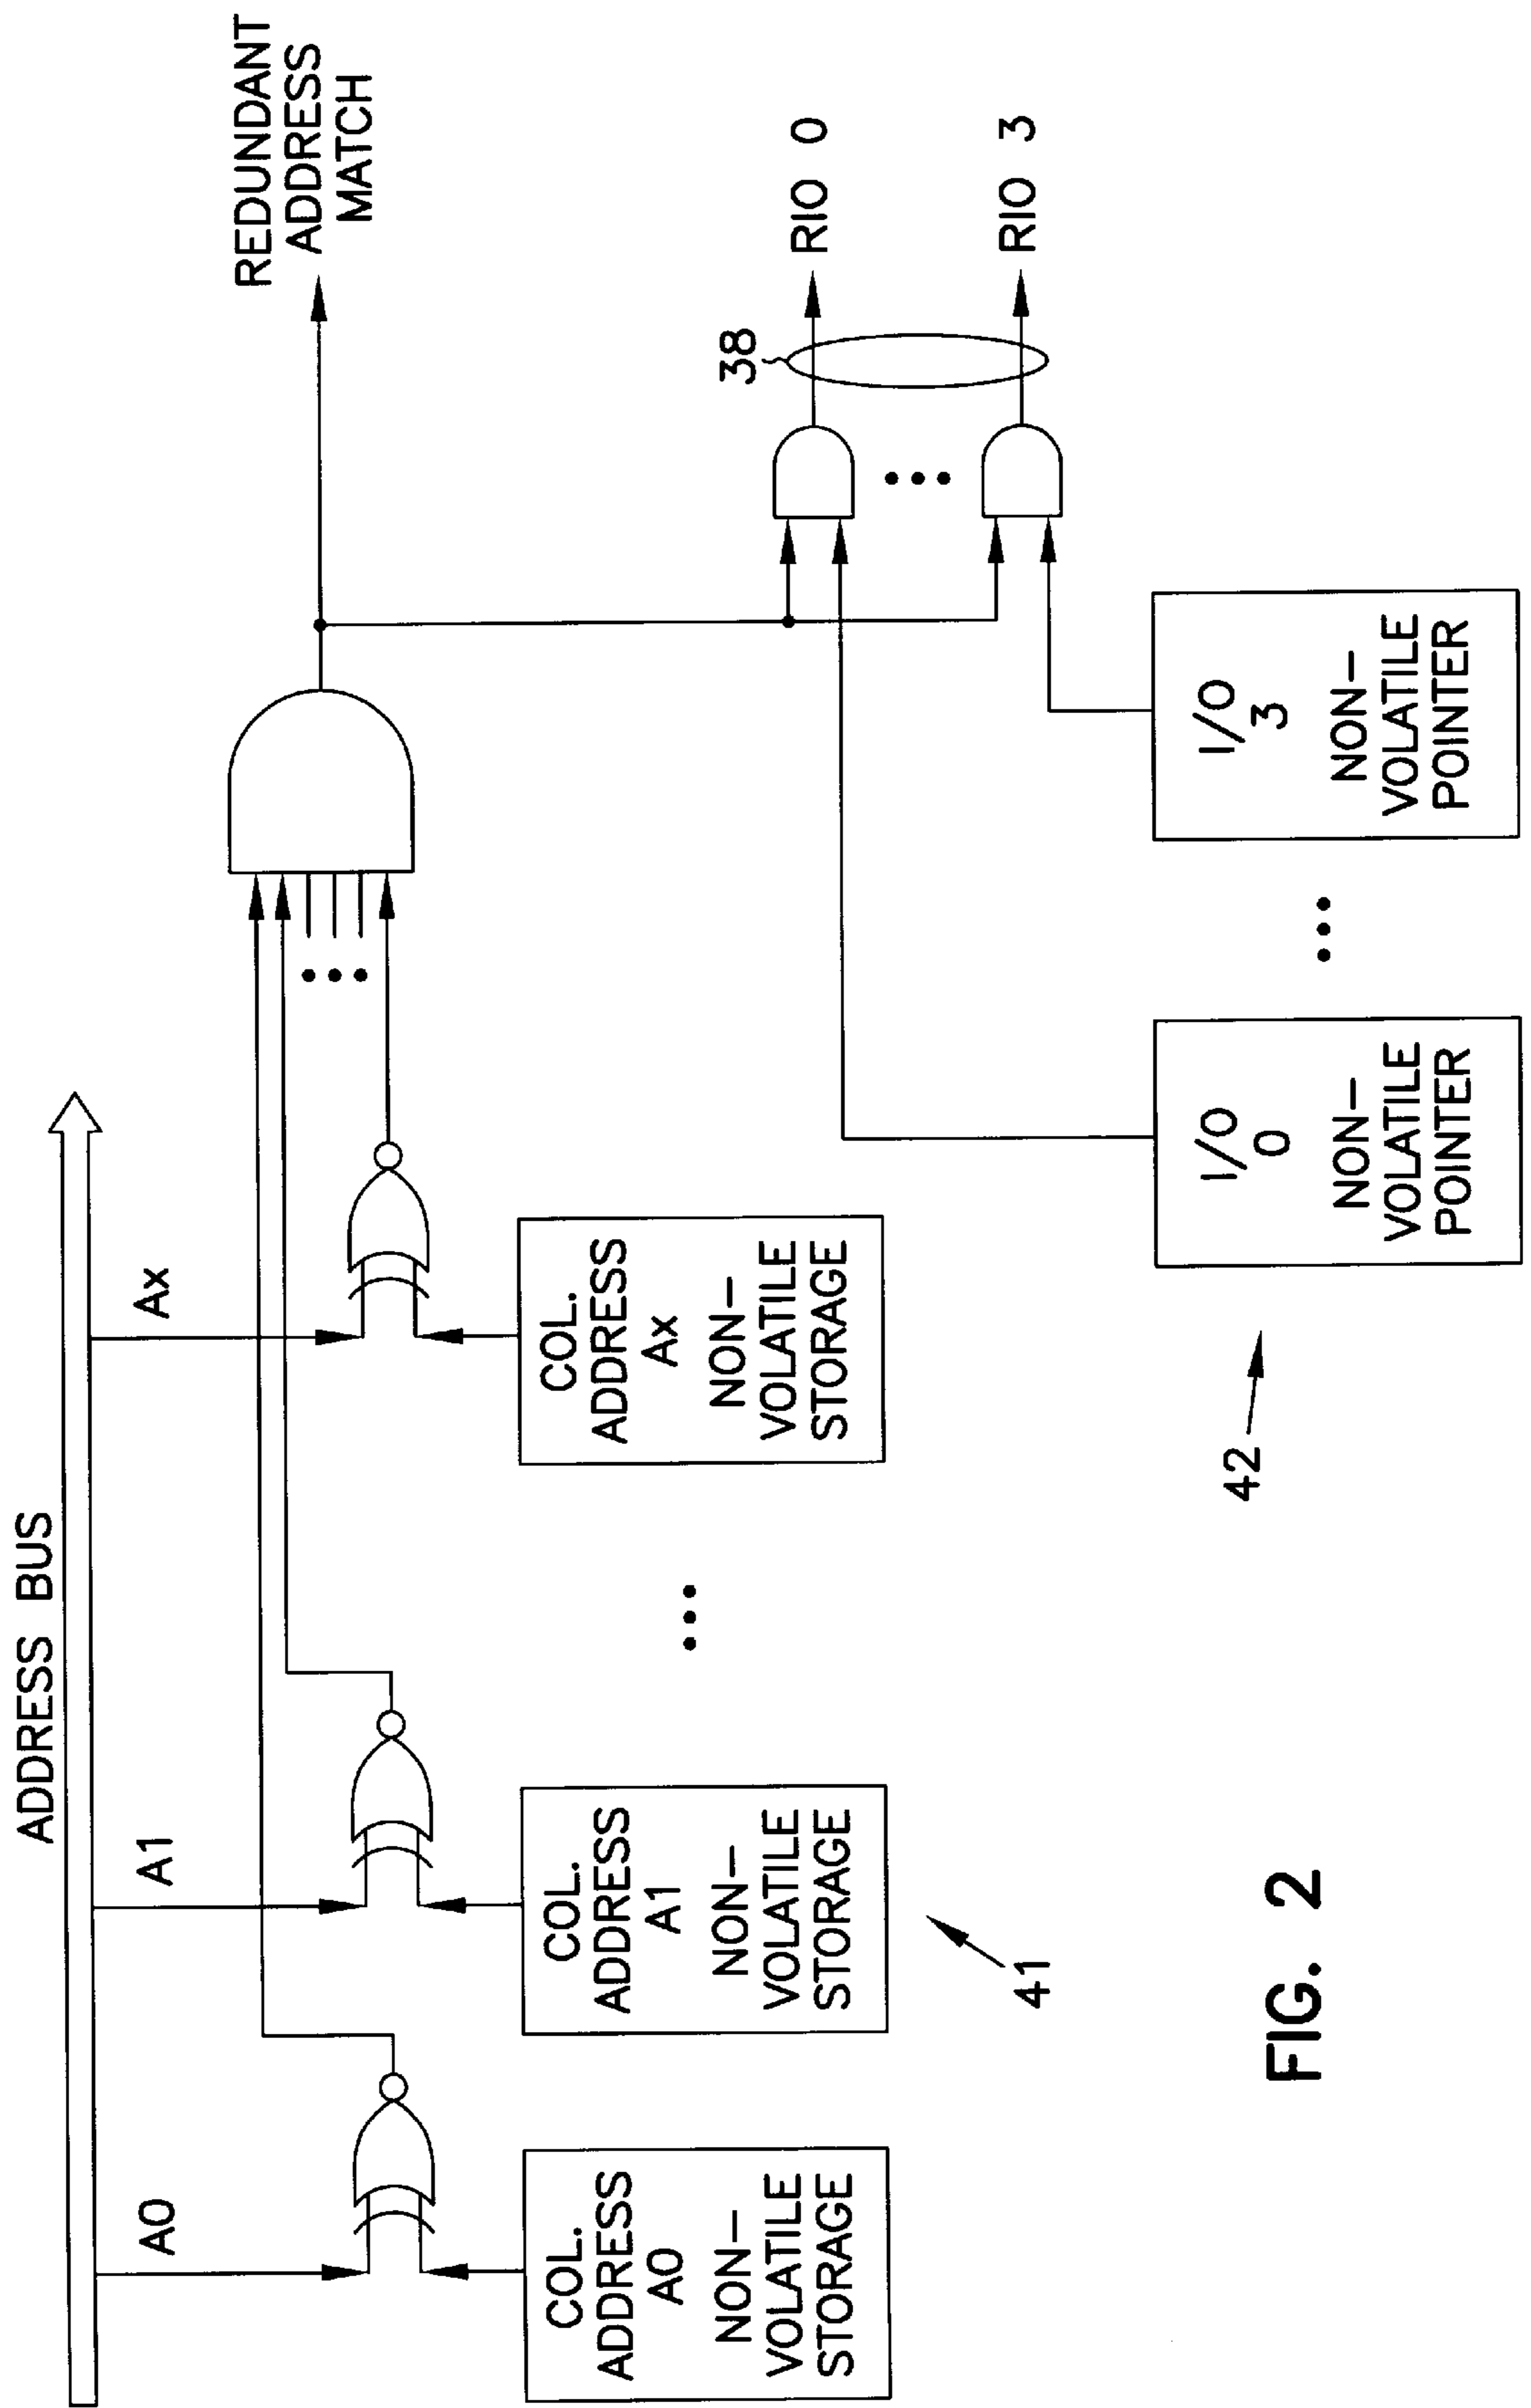 ADDRESS BUS
A0
A1
Ax
REDUNDANT
ADDRESS
MATCH
COL.
ADDRESS
A0
NON-
VOLATILE
STORAGE
COL.
ADDRESS
A1
NON-
VOLATILE
STORAGE
COL.
ADDRESS
Ax
NON-
VOLATILE
STORAGE
41
38
RIO 0
RIO 3
I/O
0
NON-
VOLATILE
POINTER
I/O
3
NON-
VOLATILE
POINTER
42
FIG. 2